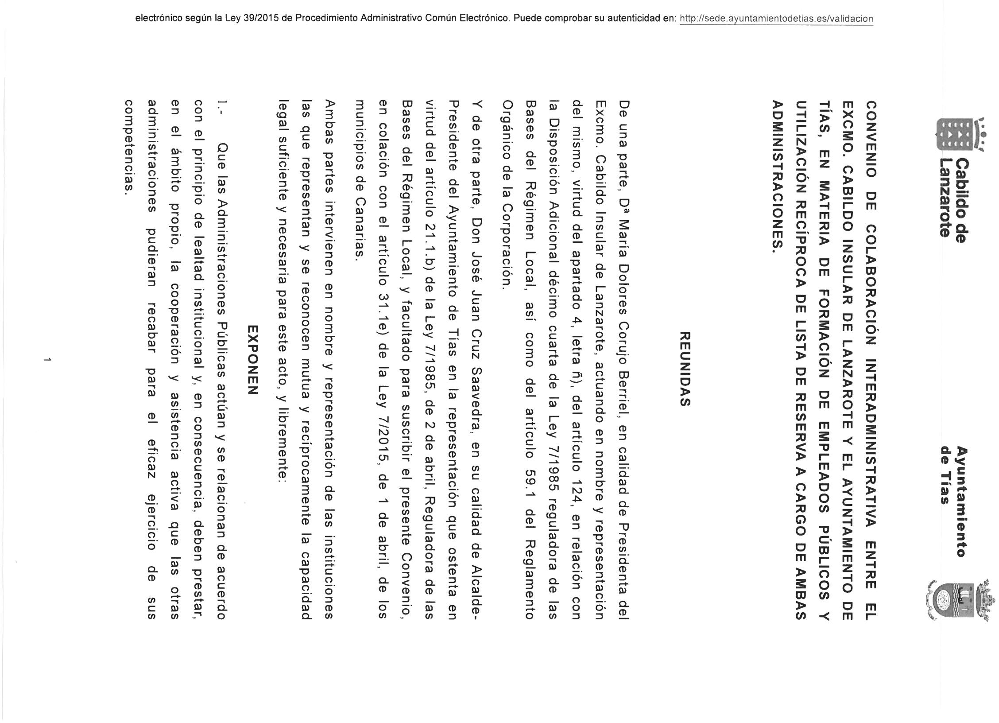 electrónico según la Ley 39/2015 de Procedimiento Administrativo Común Electrónico. Puede comprobar su autenticidad en: http://sede.ayuntamientodetias.es/validacion
Cabildo de
Lanzarote
Ayuntamiento
de Tías
CONVENIO DE COLABORACIÓN INTERADMINISTRATIVA ENTRE EL
EXCMO. CABILDO INSULAR DE LANZAROTE Y EL AYUNTAMIENTO DE
TÍAS, EN MATERIA DE FORMACIÓN DE EMPLEADOS PÚBLICOS Y
UTILIZACIÓN RECÍPROCA DE LISTA DE RESERVA A CARGO DE AMBAS
ADMINISTRACIONES.
REUNIDAS
De una parte, Dª María Dolores Corujo Berriel, en calidad de Presidenta del
Excmo. Cabildo Insular de Lanzarote, actuando en nombre y representación
del mismo, virtud del apartado 4, letra ñ), del artículo 124, en relación con
la Disposición Adicional décimo cuarta de la Ley 7/1985 reguladora de las
Bases del Régimen Local, así como del artículo 59.1 del Reglamento
Orgánico de la Corporación.
Y de otra parte, Don José Juan Cruz Saavedra, en su calidad de Alcalde-
Presidente del Ayuntamiento de Tías en la representación que ostenta en
virtud del artículo 21.1.b) de la Ley 7/1985, de 2 de abril, Reguladora de las
Bases del Régimen Local, y facultado para suscribir el presente Convenio,
en colación con el artículo 31.1e) de la Ley 7/2015, de 1 de abril, de los
municipios de Canarias.
Ambas partes intervienen en nombre y representación de las instituciones
las que representan y se reconocen mutua y recíprocamente la capacidad
legal suficiente y necesaria para este acto, y libremente:
EXPONEN
1.- Que las Administraciones Públicas actúan y se relacionan de acuerdo
con el principio de lealtad institucional y, en consecuencia, deben prestar,
en el ámbito propio, la cooperación y asistencia activa que las otras
administraciones pudieran recabar para el eficaz ejercicio de sus
competencias.
1